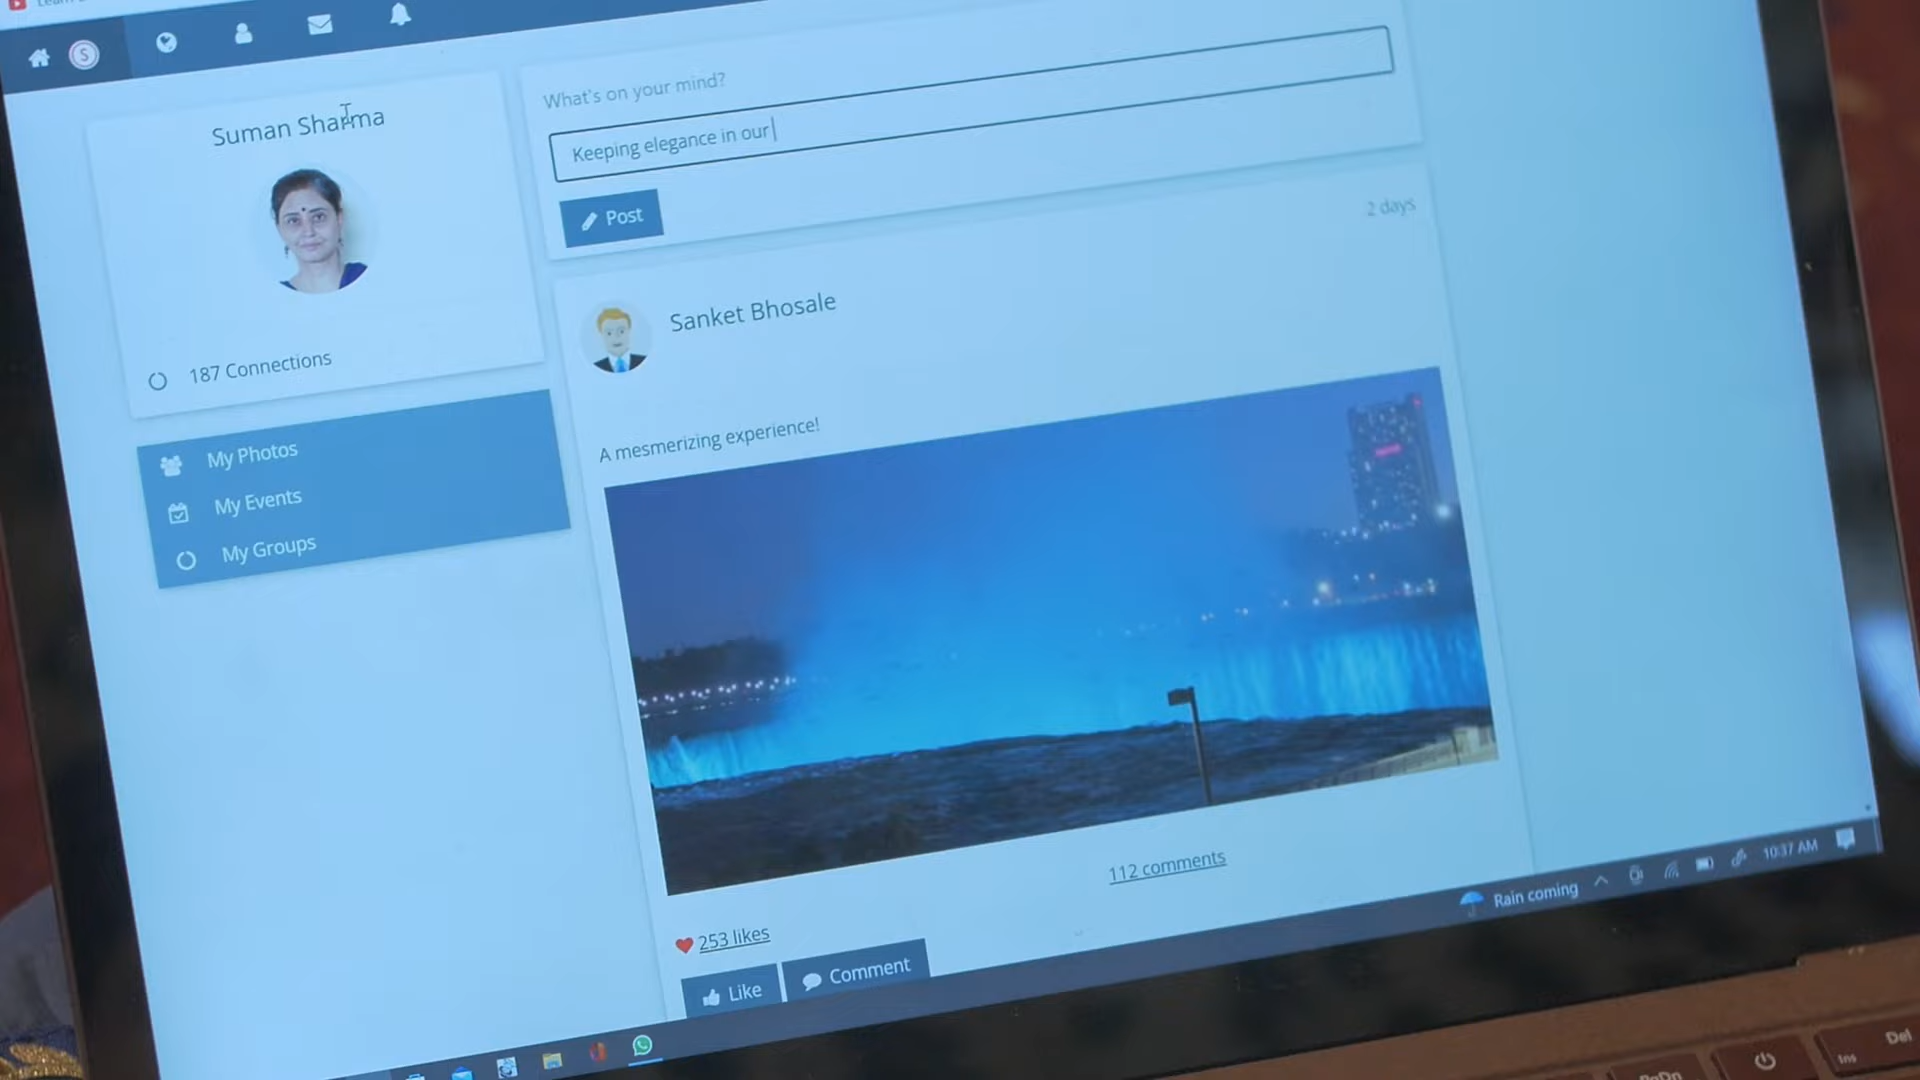 Suman Sharma
187 Connections
My Photos
My Events
My Groups
What's on your mind?
Keeping elegance in our
Post
2 days
Sanket Bhosale
A mesmerizing experience!
112 comments
253 likes
Like
Comment
Rain coming
10:37 AM
PgDn
Ins
Del